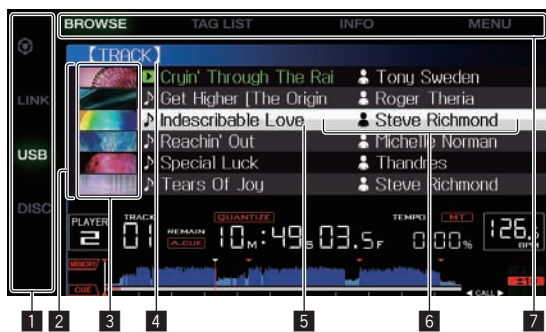 BROWSE TAG LIST INFO MENU
[TRACK]
LINK
USB
DISC
Cryin' Through The Rai Tony Sweden
Get Higher [The Origin Roger Theria
Indescribable Love Steve Richmond
Reachin' Out Michelle Norman
Special Luck Thandres
Tears Of Joy Steve Richmond
PLAYER 2
TRACK 01
REMAIN
A.CUE
QUANTIZE
10M:49S03.5F
TEMPO MT
0.00%
126.5
BPM
MEMORY
CUE
CALL
1 2 3 4 5 6 7